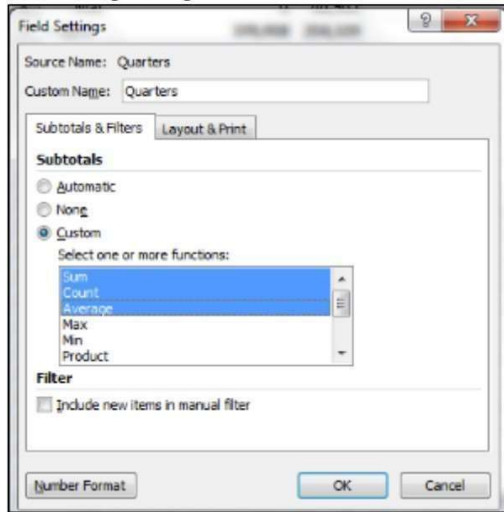 Field Settings
Source Name: Quarters
Custom Name: Quarters
Subtotals & Filters Layout & Print
Subtotals
Automatic
None
Custom
Select one or more functions:
Sum
Count
Average
Max
Min
Product
Filter
Include new items in manual filter
Number Format OK Cancel